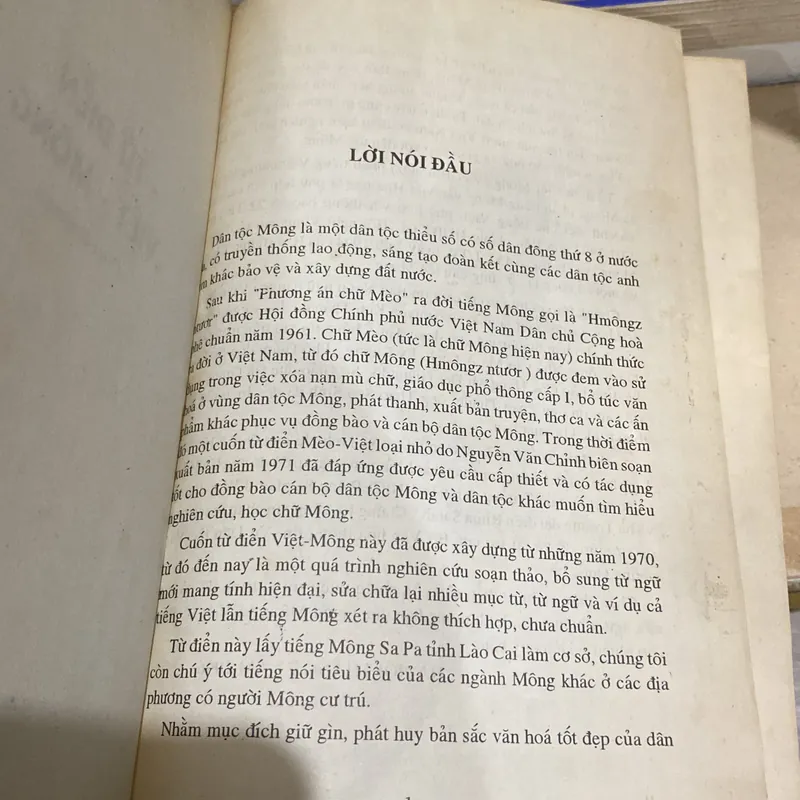 LỜI NÓI ĐẦU
Dân tộc Mông là một dân tộc thiểu số có số dân đông thứ 8 ở nước
có truyền thống lao động, sáng tạo đoàn kết cùng các dân tộc anh
khác bảo vệ và xây dựng đất nước.
Sau khi "Phương án chữ Mèo" ra đời tiếng Mông gọi là "Hmôngz
ntươr" được Hội đồng Chính phủ nước Việt Nam Dân chủ Cộng hoà
phê chuẩn năm 1961. Chữ Mèo (tức là chữ Mông hiện nay) chính thức
ra đời ở Việt Nam, từ đó chữ Mông (Hmôngz ntươr ) được đem vào sử
dụng trong việc xóa nạn mù chữ, giáo dục phổ thông cấp I, bổ túc văn
hoá ở vùng dân tộc Mông, phát thanh, xuất bản truyện, thơ ca và các ấn
phẩm khác phục vụ đồng bào và cán bộ dân tộc Mông. Trong thời điểm
đó một cuốn từ điển Mèo-Việt loại nhỏ do Nguyễn Văn Chỉnh biên soạn
xuất bản năm 1971 đã đáp ứng được yêu cầu cấp thiết và có tác dụng
tốt cho đồng bào cán bộ dân tộc Mông và dân tộc khác muốn tìm hiểu
nghiên cứu, học chữ Mông.
Cuốn từ điển Việt-Mông này đã được xây dựng từ những năm 1970,
từ đó đến nay là một quá trình nghiên cứu soạn thảo, bổ sung từ ngữ
mới mang tính hiện đại, sửa chữa lại nhiều mục từ, từ ngữ và ví dụ cả
tiếng Việt lẫn tiếng Mông xét ra không thích hợp, chưa chuẩn.
Từ điển này lấy tiếng Mông Sa Pa tỉnh Lào Cai làm cơ sở, chúng tôi
còn chú ý tới tiếng nói tiêu biểu của các ngành Mông khác ở các địa
phương có người Mông cư trú.
Nhằm mục đích giữ gìn, phát huy bản sắc văn hoá tốt đẹp của dân